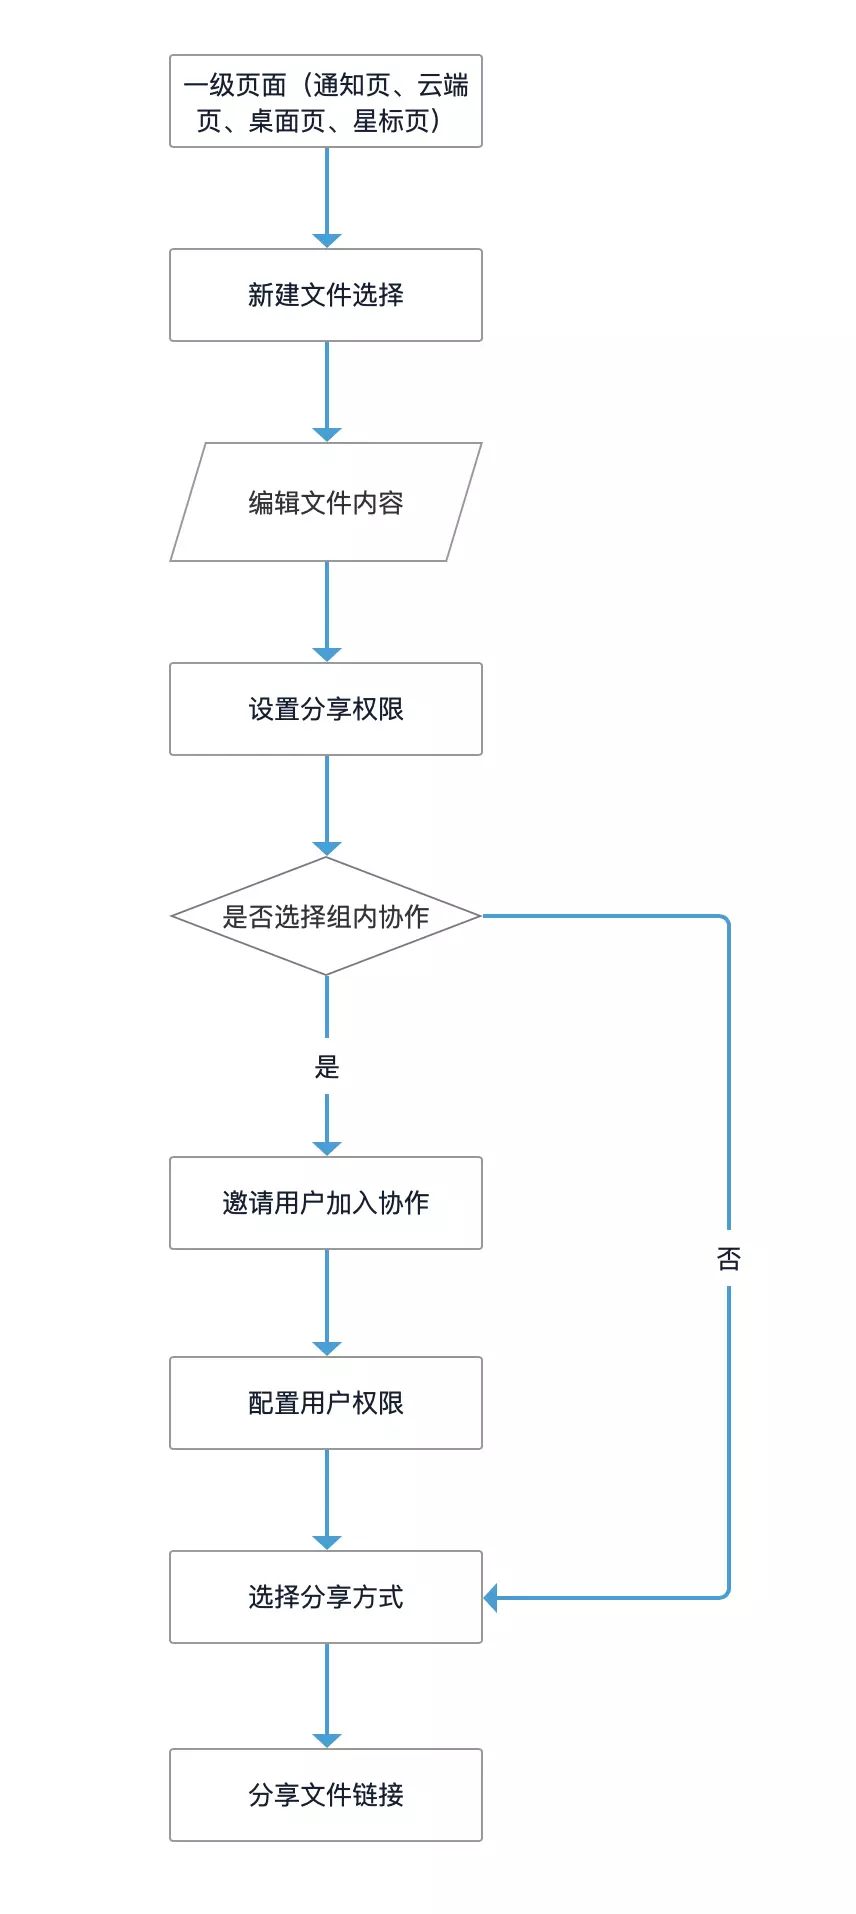 一级页面（通知页、云端
页、桌面页、星标页）
新建文件选择
编辑文件内容
设置分享权限
是否选择组内协作
是
邀请用户加入协作
否
配置用户权限
选择分享方式
分享文件链接